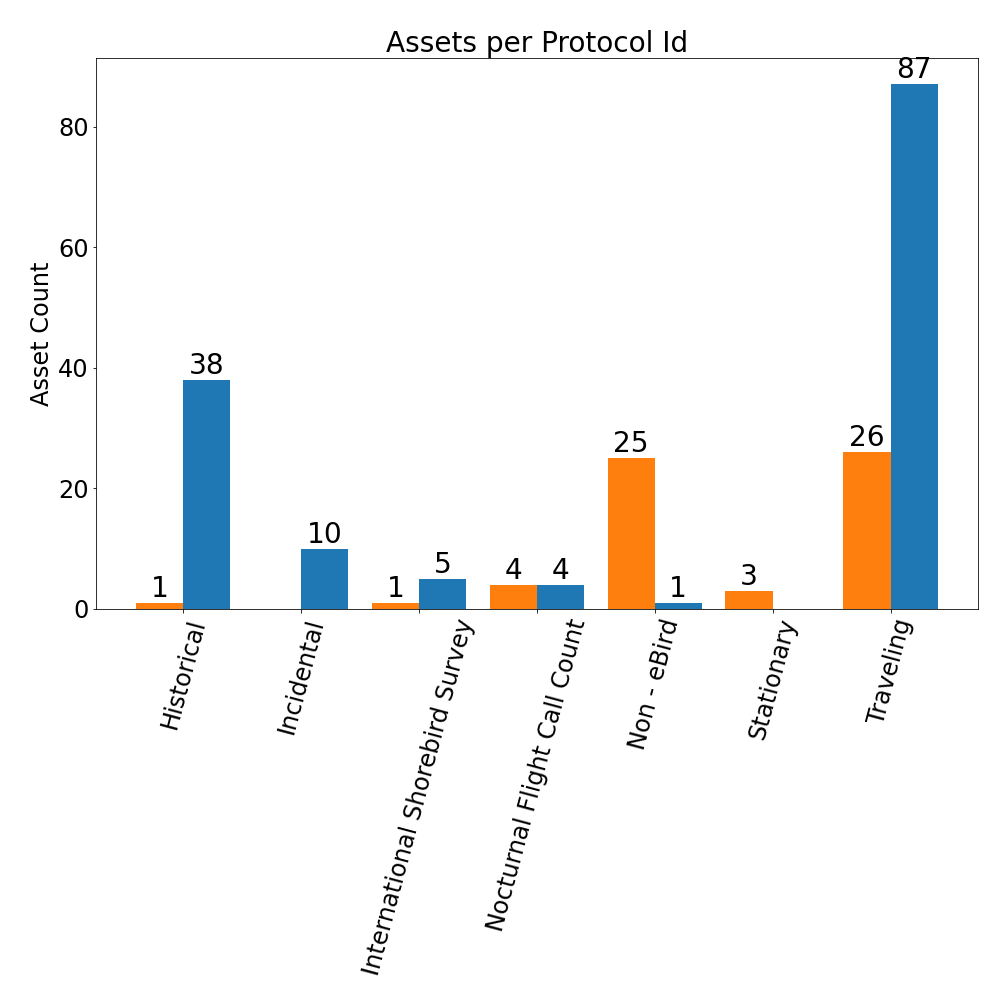 Assets per Protocol Id
Asset Count
80
60
40
20
0
1
38
10
1
5
4
4
25
1
3
26
87
Historical
Incidental
International Shorebird Survey
Nocturnal Flight Call Count
Non - eBird
Stationary
Traveling